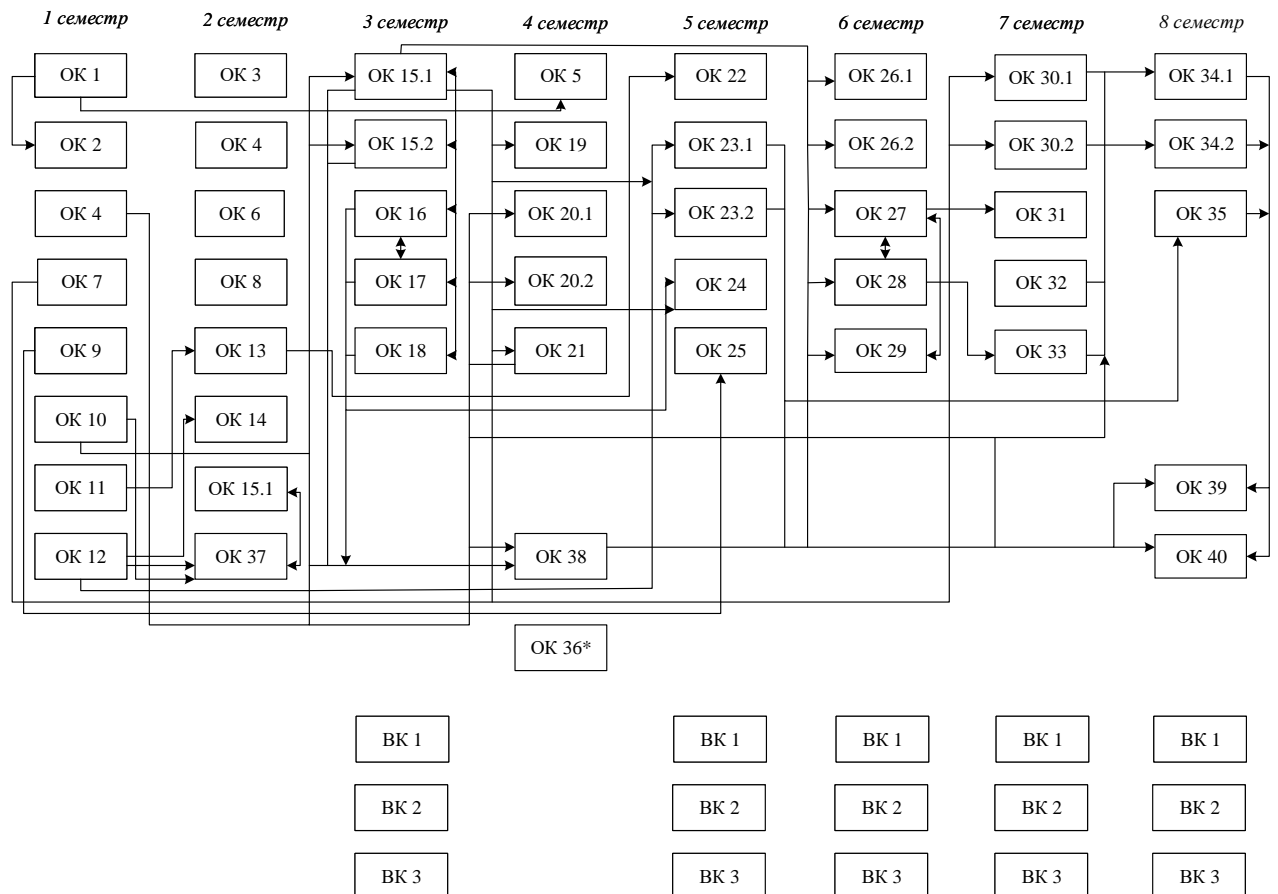 1 семестр 2 семестр 3 семестр 4 семестр 5 семестр 6 семестр 7 семестр 8 семестр
ОК 1 ОК 3 ОК 15.1 ОК 5 ОК 22 ОК 26.1 ОК 30.1 ОК 34.1
ОК 2 ОК 4 ОК 15.2 ОК 19 ОК 23.1 ОК 26.2 ОК 30.2 ОК 34.2
ОК 4 ОК 6 ОК 16 ОК 20.1 ОК 23.2 ОК 27 ОК 31 ОК 35
ОК 7 ОК 8 ОК 17 ОК 20.2 ОК 24 ОК 28 ОК 32
ОК 9 ОК 13 ОК 18 ОК 21 ОК 25 ОК 29 ОК 33
ОК 10 ОК 14
ОК 11 ОК 15.1 ОК 39
ОК 12 ОК 37 ОК 38 ОК 40
ОК 36*
ВК 1 ВК 1 ВК 1 ВК 1 ВК 1
ВК 2 ВК 2 ВК 2 ВК 2 ВК 2
ВК 3 ВК 3 ВК 3 ВК 3 ВК 3